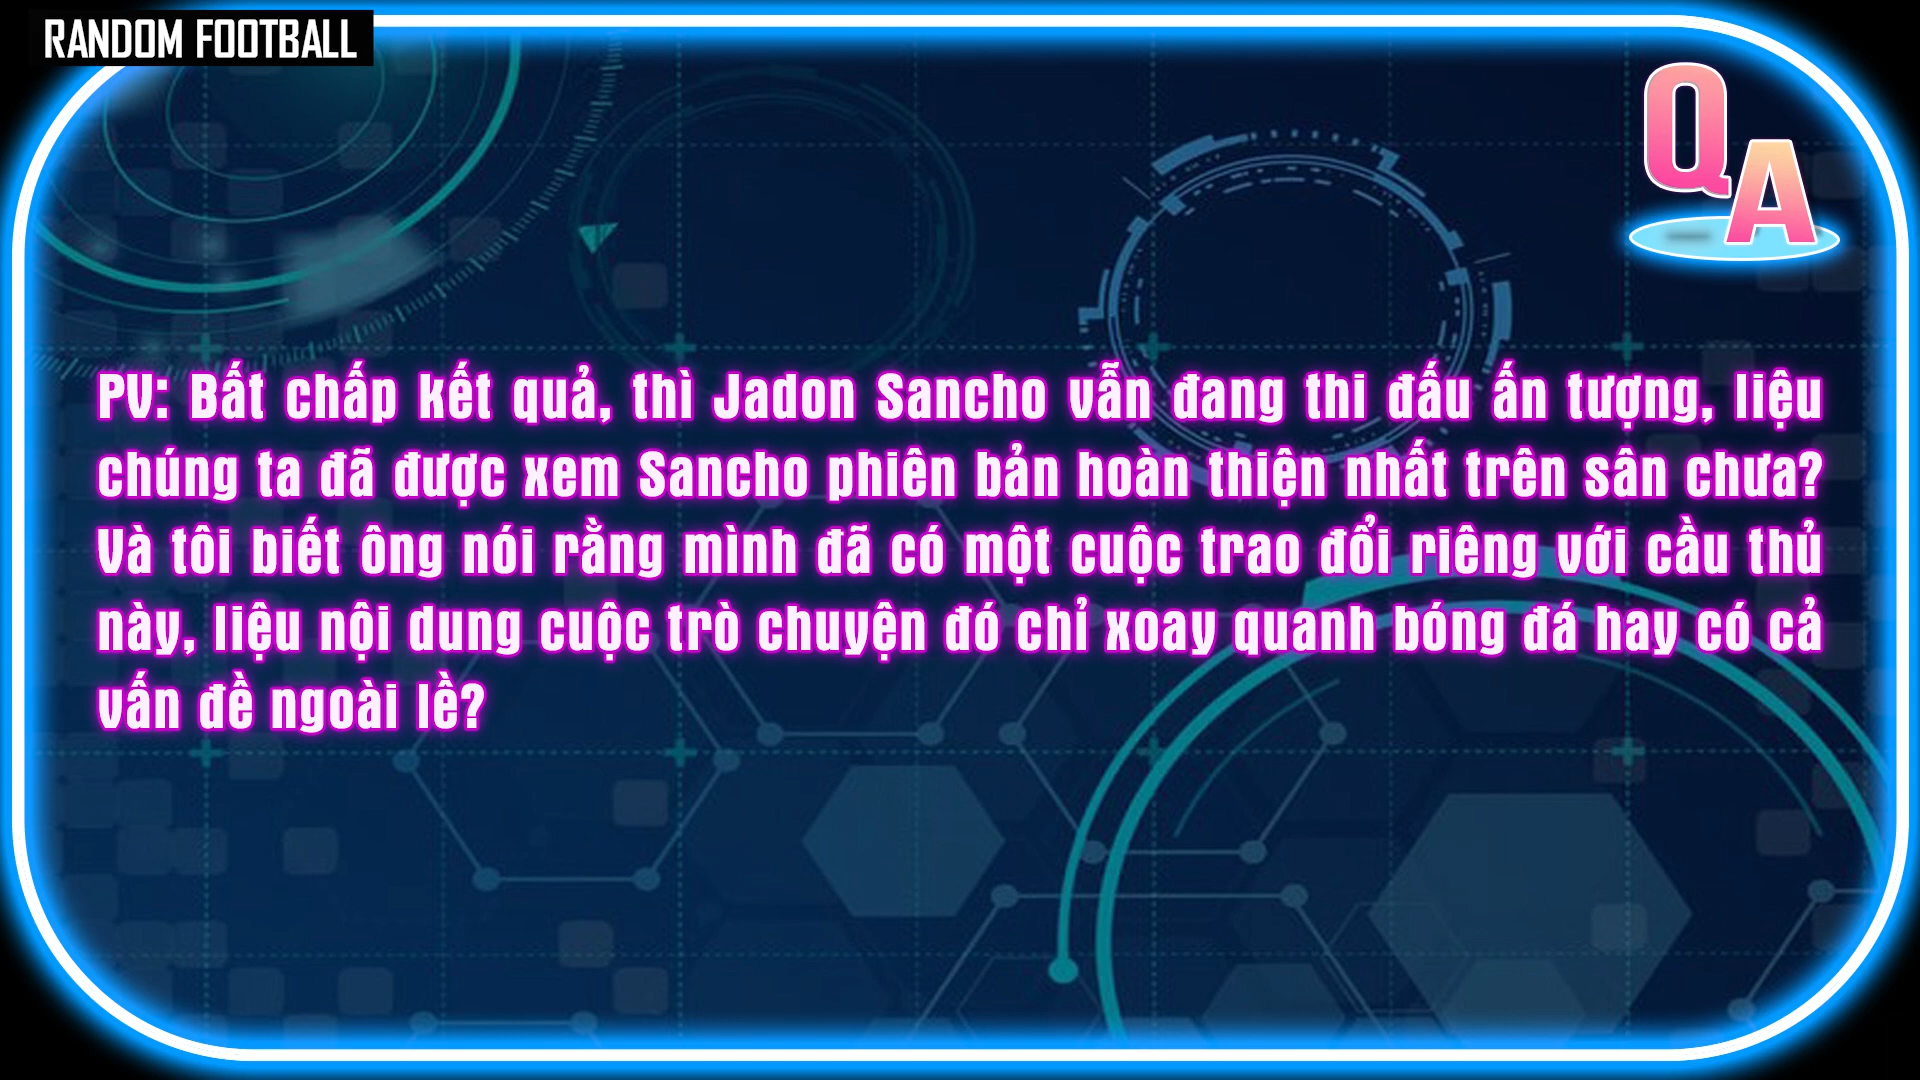 RANDOM FOOTBALL
QA
PV: Bất chấp kết quả, thì Jadon Sancho vẫn đang thi đấu ấn tượng, liệu
chúng ta đã được xem Sancho phiên bản hoàn thiện nhất trên sân chưa?
Và tôi biết ông nói rằng mình đã có một cuộc trao đổi riêng với cầu thủ
này, liệu nội dung cuộc trò chuyện đó chỉ xoay quanh bóng đá hay có cả
vấn đề ngoài lề?